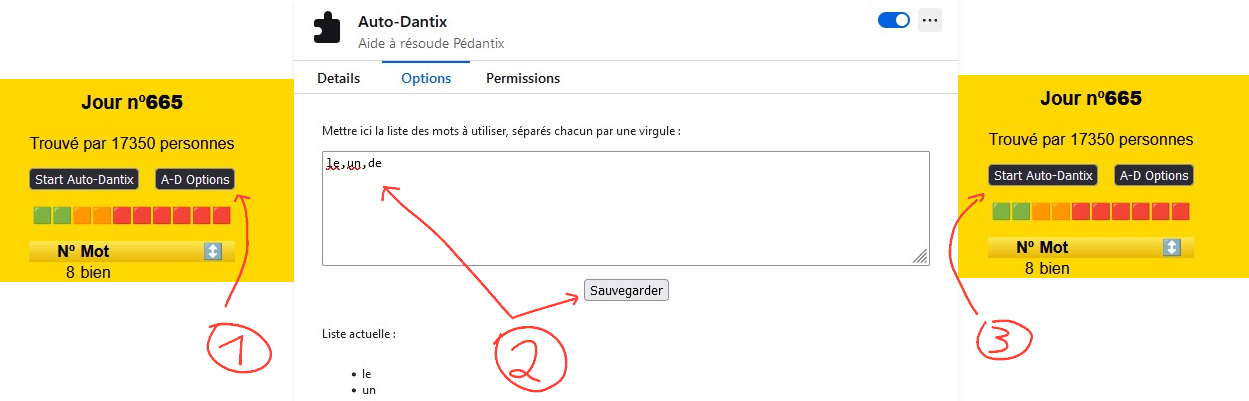 Jour nº665
Trouvé par 17350 personnes
Start Auto-Dantix A-D Options
Nº Mot
8 bien
1
Auto-Dantix
Aide à résoude Pédantix
Details Options Permissions
Mettre ici la liste des mots à utiliser, séparés chacun par une virgule :
le,un,de
Sauvegarder
Liste actuelle :
• le
• un
2
Jour nº665
Trouvé par 17350 personnes
Start Auto-Dantix A-D Options
Nº Mot
8 bien
3